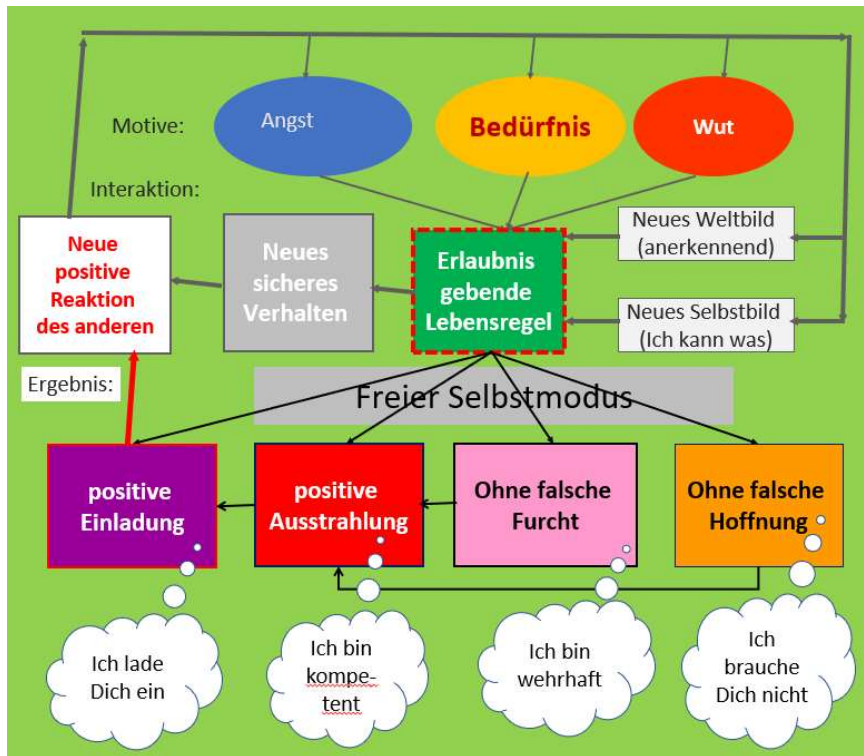 Motive:
Angst
Bedürfnis
Wut
Interaktion:
Neue
positive
Reaktion
des anderen
Neues
sicheres
Verhalten
Erlaubnis
gebende
Lebensregel
Neues Weltbild
(anerkennend)
Neues Selbstbild
(Ich kann was)
Ergebnis:
Freier Selbstmodus
positive
Einladung
positive
Ausstrahlung
Ohne falsche
Furcht
Ohne falsche
Hoffnung
Ich lade
Dich ein
Ich bin
kompe-
tent
Ich bin
wehrhaft
Ich
brauche
Dich nicht